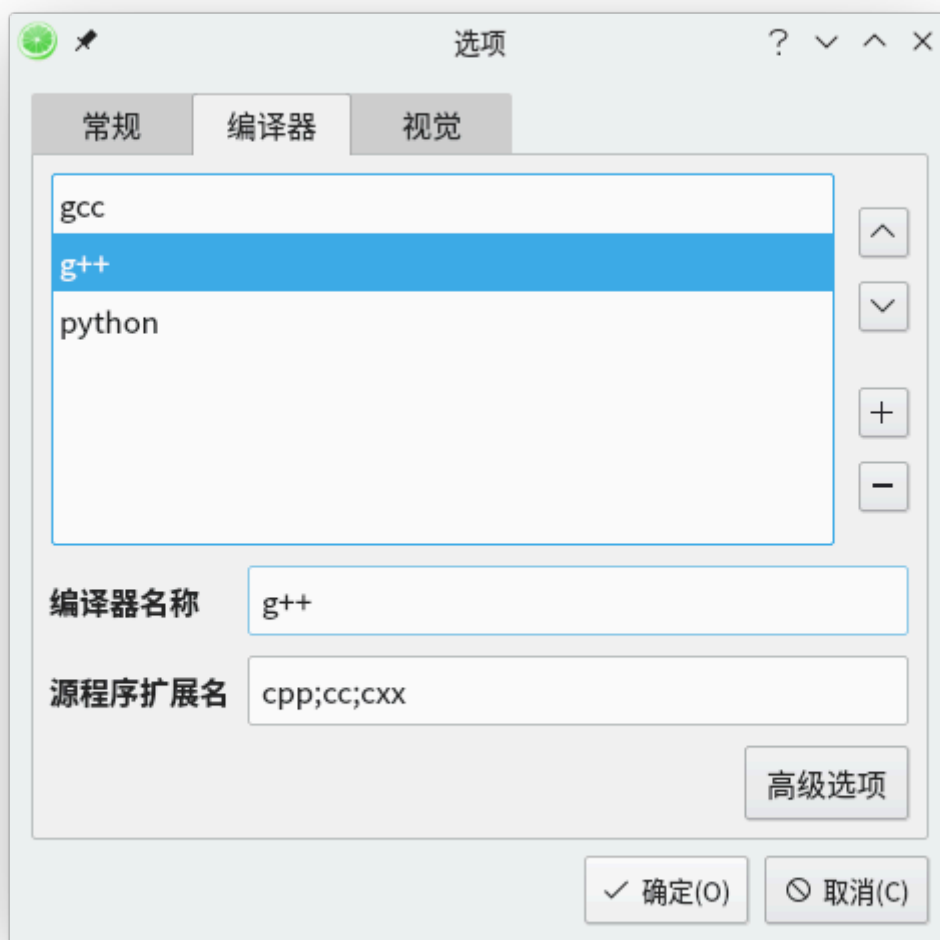 选项
常规 编译器 视觉
gcc
g++
python
编译器名称 g++
源程序扩展名 cpp;cc;cxx
高级选项
确定(O) 取消(C)